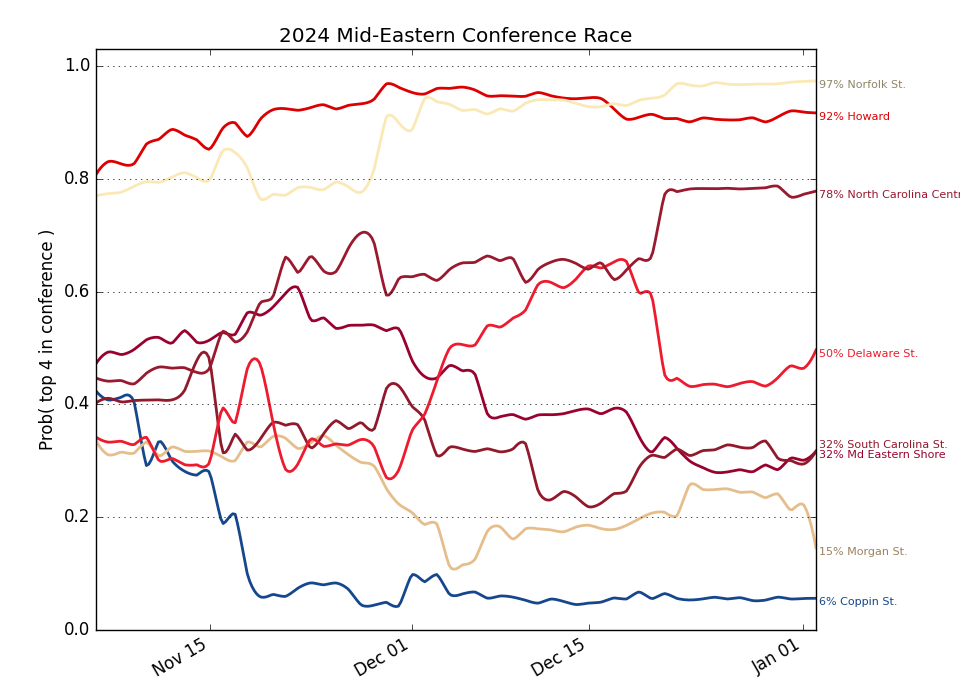 2024 Mid-Eastern Conference Race
Prob( top 4 in conference )
1.0
0.8
0.6
0.4
0.2
0.0
Nov 15
Dec 01
Dec 15
Jan 01
97% Norfolk St.
92% Howard
78% North Carolina Centr
50% Delaware St.
32% South Carolina St.
32% Md Eastern Shore
15% Morgan St.
6% Coppin St.